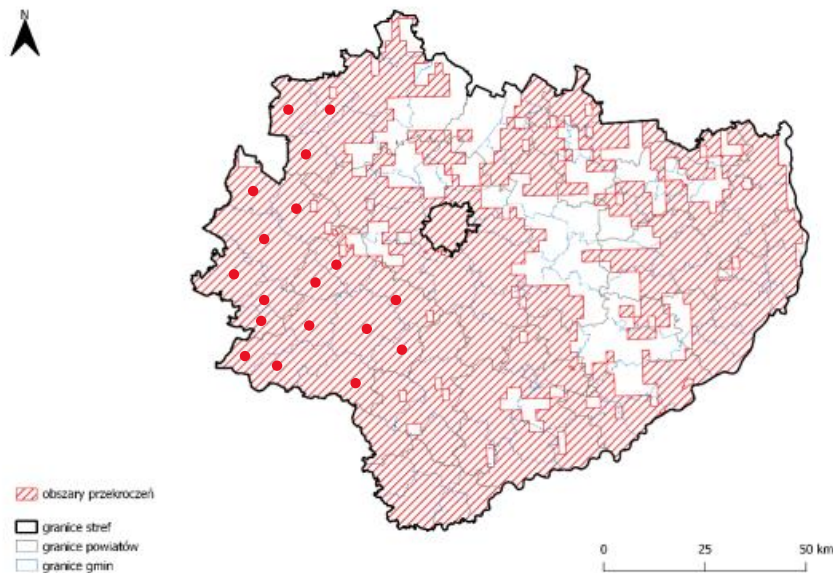 N
obszary przekroczeń
granice stref
granice powiatów
granice gmin
0 25 50 km